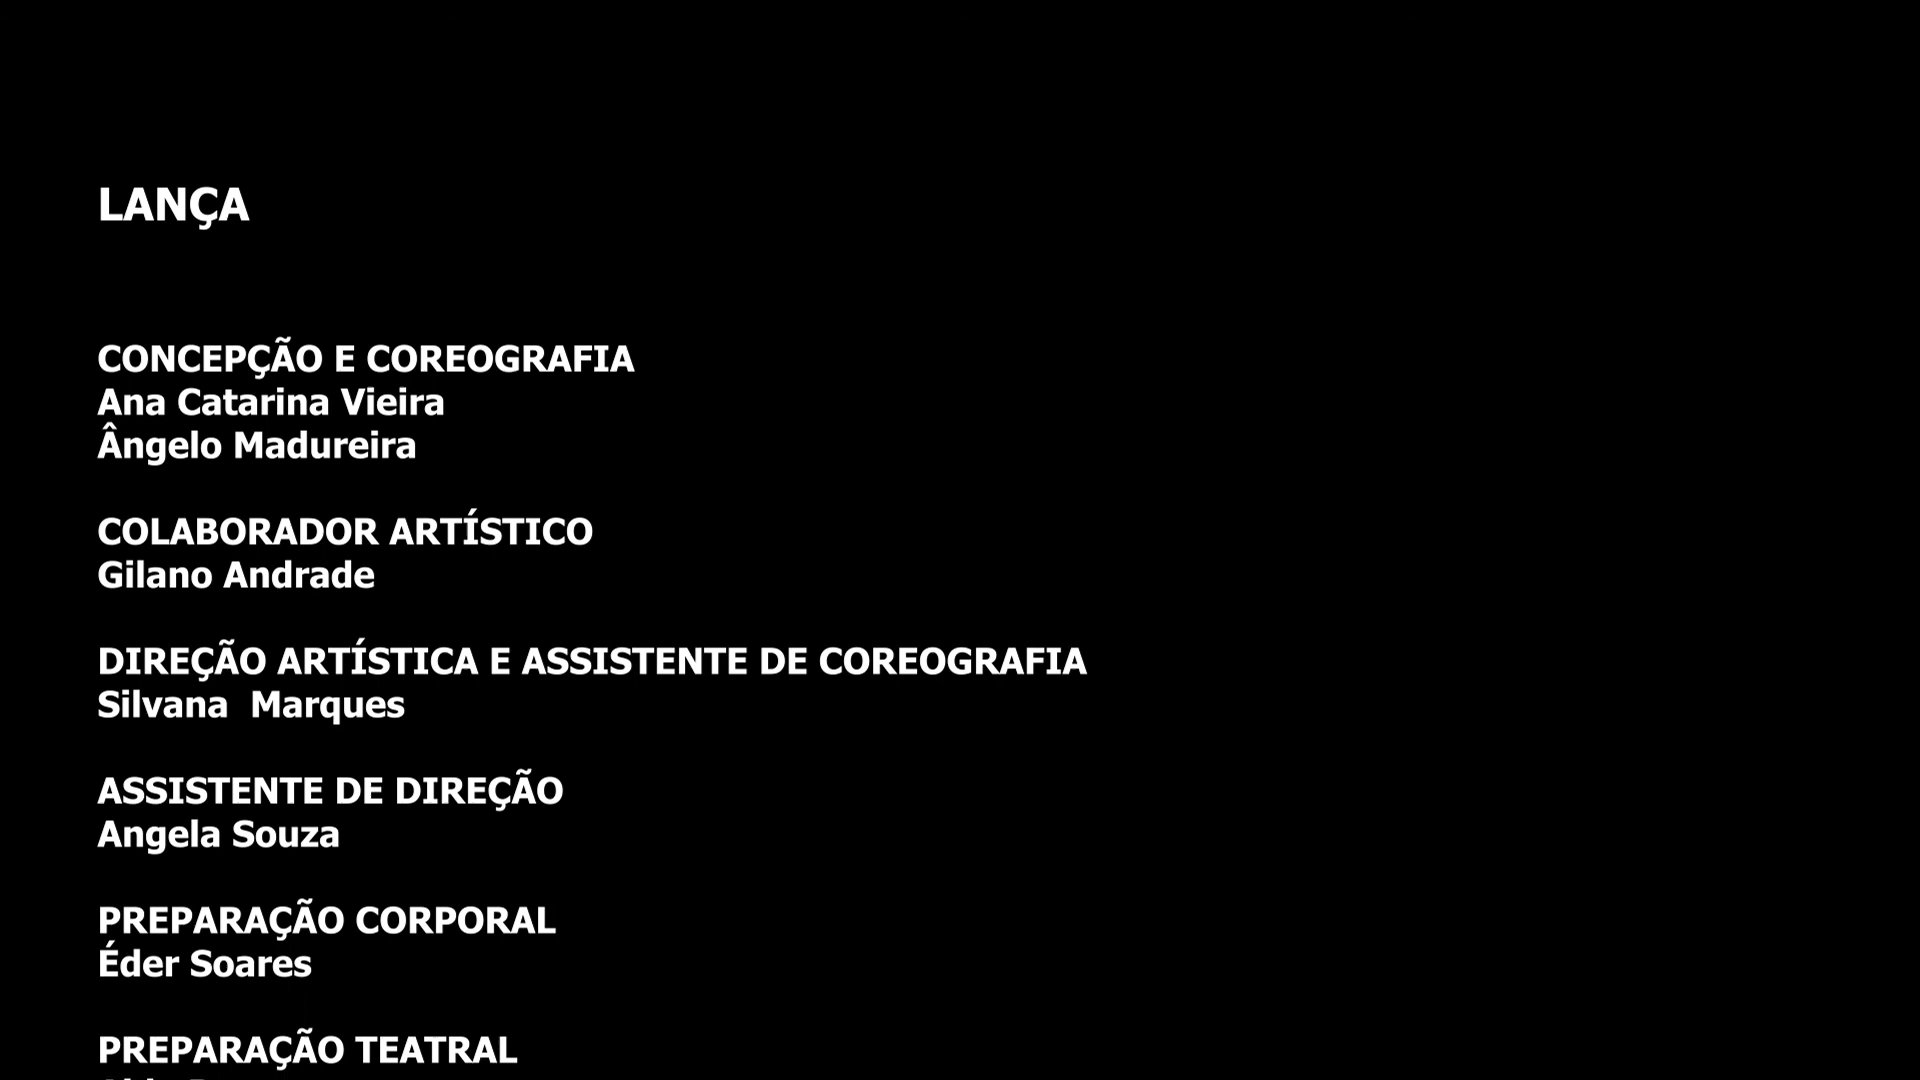 LANÇA
CONCEPÇÃO E COREOGRAFIA
Ana Catarina Vieira
Ângelo Madureira
COLABORADOR ARTÍSTICO
Gilano Andrade
DIREÇÃO ARTÍSTICA E ASSISTENTE DE COREOGRAFIA
Silvana  Marques
ASSISTENTE DE DIREÇÃO
Angela Souza
PREPARAÇÃO CORPORAL
Éder Soares
PREPARAÇÃO TEATRAL